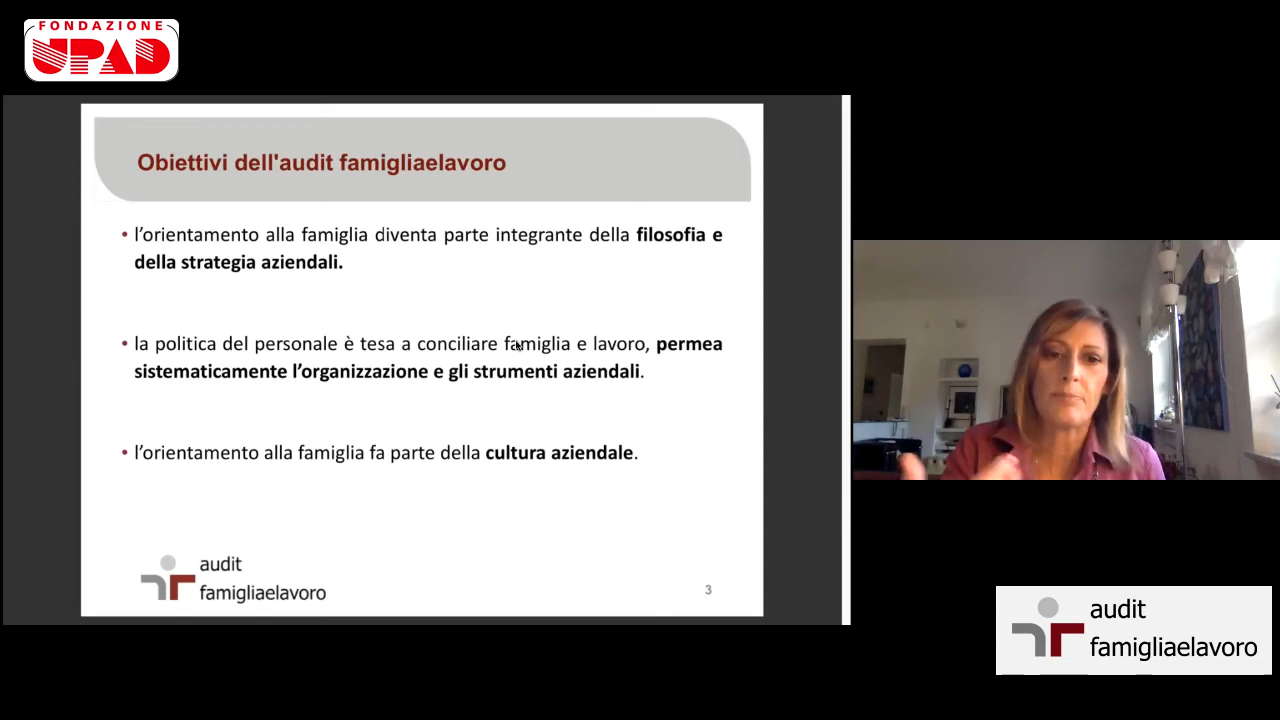 FONDAZIONE
UPAD
Obiettivi dell'audit famigliaelavoro
• l’orientamento alla famiglia diventa parte integrante della filosofia e
della strategia aziendali.
• la politica del personale è tesa a conciliare famiglia e lavoro, permea
sistematicamente l’organizzazione e gli strumenti aziendali.
• l’orientamento alla famiglia fa parte della cultura aziendale.
audit
famigliaelavoro
3
audit
famigliaelavoro